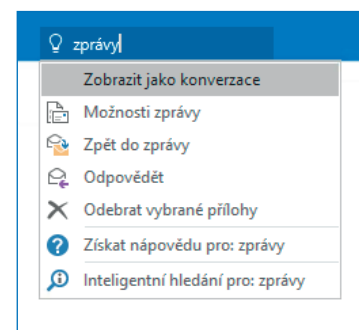 zprávy
Zobrazit jako konverzace
Možnosti zprávy
Zpět do zprávy
Odpovědět
Odebrat vybrané přílohy
Získat nápovědu pro: zprávy
Inteligentní hledání pro: zprávy